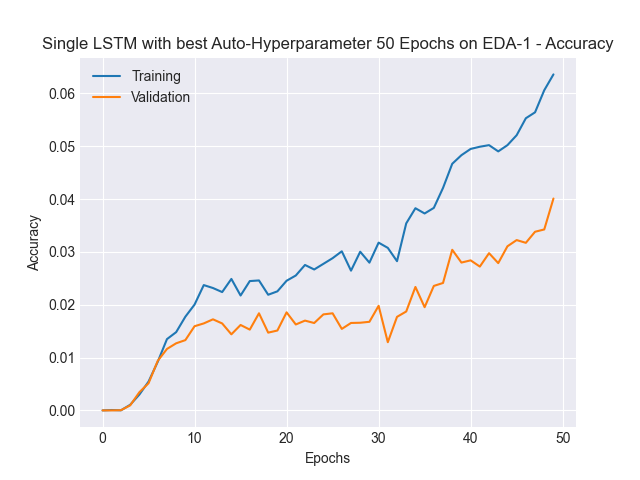 Single LSTM with best Auto-Hyperparameter 50 Epochs on EDA-1 - Accuracy
Training
Validation
0.06
0.05
0.04
0.03
0.02
0.01
0.00
Accuracy
0 10 20 30 40 50
Epochs